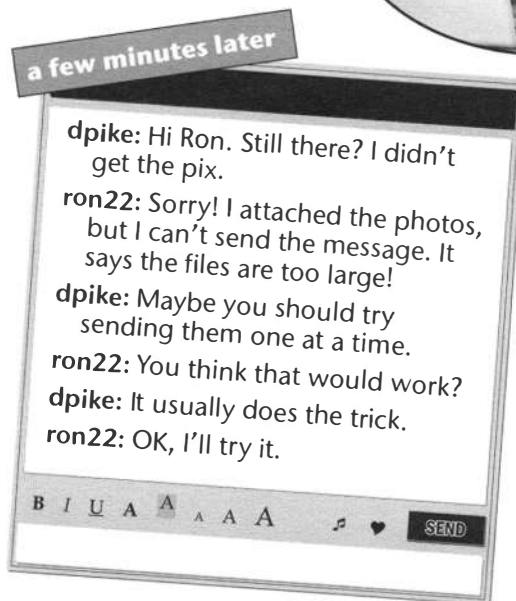 a few minutes later
dpike: Hi Ron. Still there? I didn't
get the pix.
ron22: Sorry! I attached the photos,
but I can't send the message. It
says the files are too large!
dpike: Maybe you should try
sending them one at a time.
ron22: You think that would work?
dpike: It usually does the trick.
ron22: OK, I'll try it.
B I U A A A A A SEND